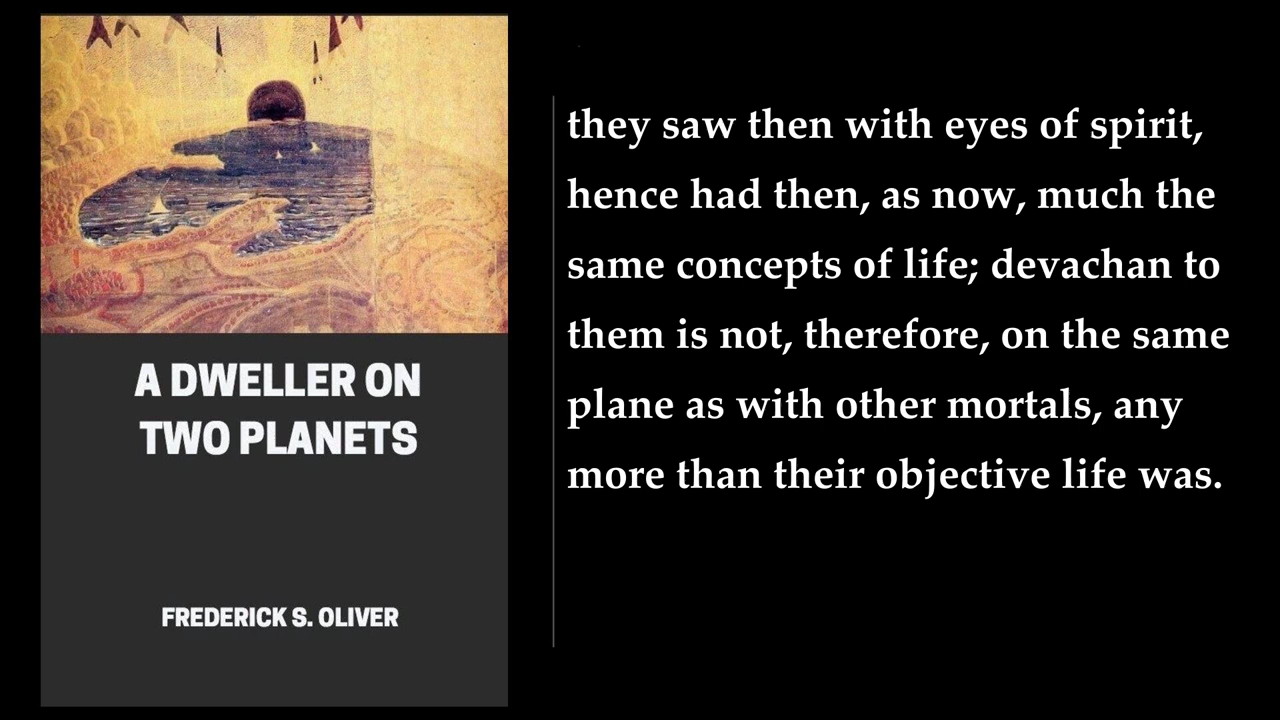 A DWELLER ON
TWO PLANETS
FREDERICK S. OLIVER
they saw then with eyes of spirit,
hence had then, as now, much the
same concepts of life; devachan to
them is not, therefore, on the same
plane as with other mortals, any
more than their objective life was.